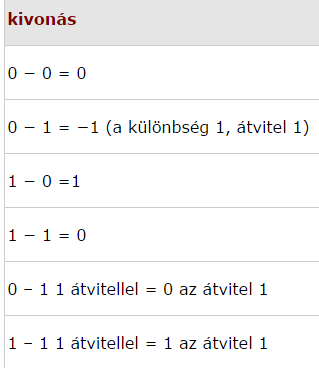 kivonás
0 − 0 = 0
0 − 1 = −1 (a különbség 1, átvitel 1)
1 − 0 =1
1 − 1 = 0
0 – 1 1 átvitellel = 0 az átvitel 1
1 – 1 1 átvitellel = 1 az átvitel 1